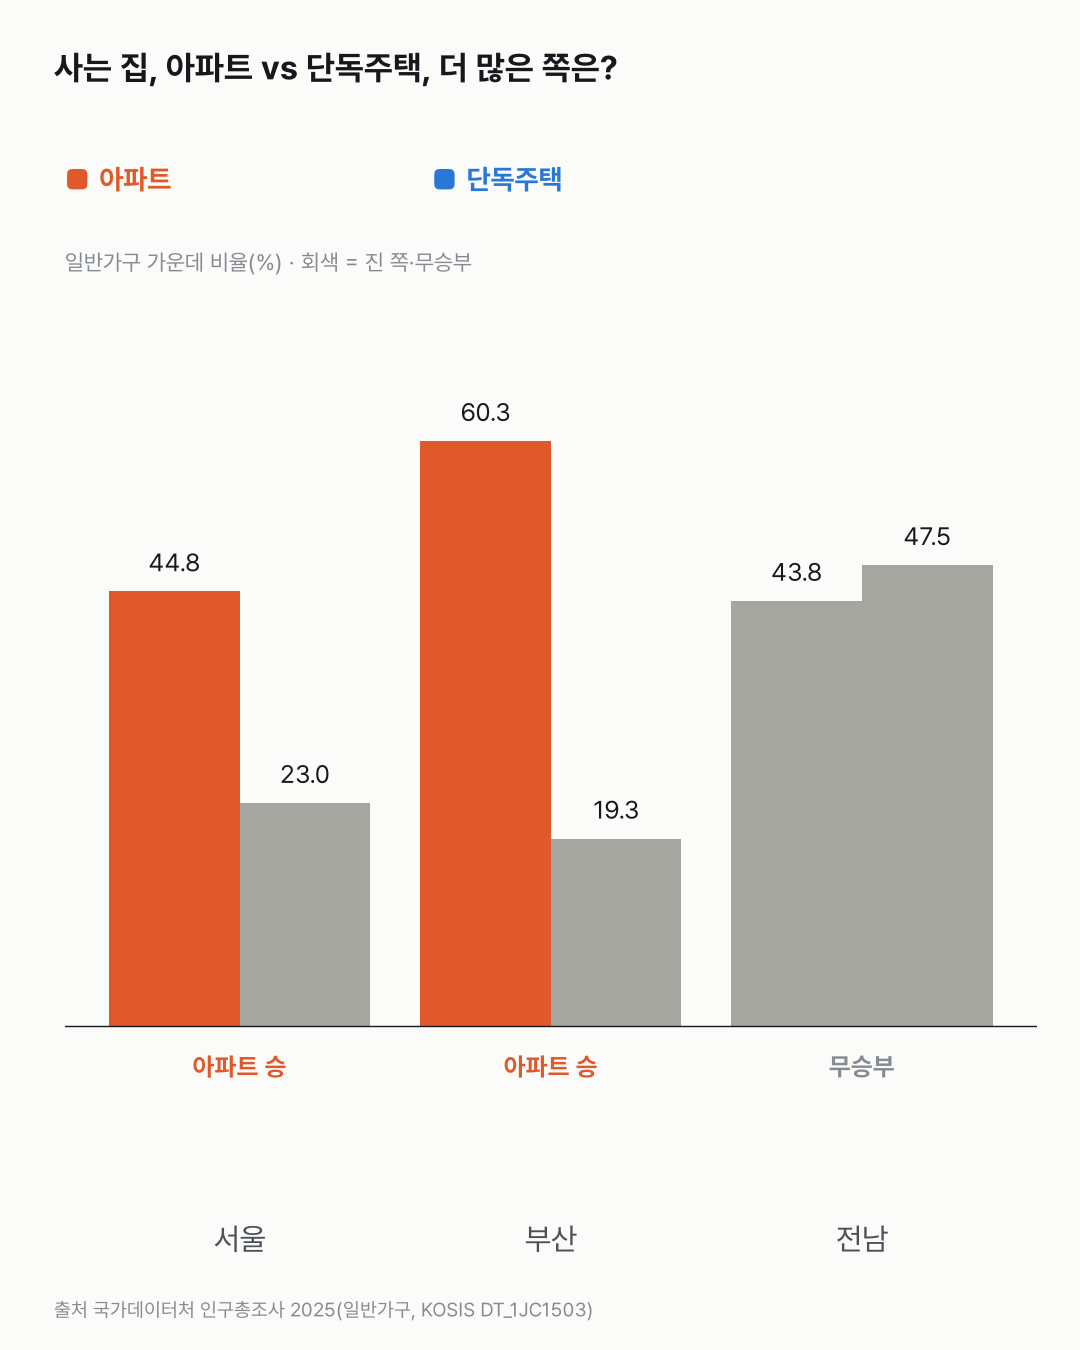 사는 집, 아파트 vs 단독주택, 더 많은 쪽은?
아파트
단독주택
일반가구 가운데 비율(%) · 회색 = 진 쪽·무승부
44.8
23.0
60.3
19.3
43.8
47.5
아파트 승
아파트 승
무승부
서울
부산
전남
출처 국가데이터처 인구총조사 2025(일반가구, KOSIS DT_1JC1503)